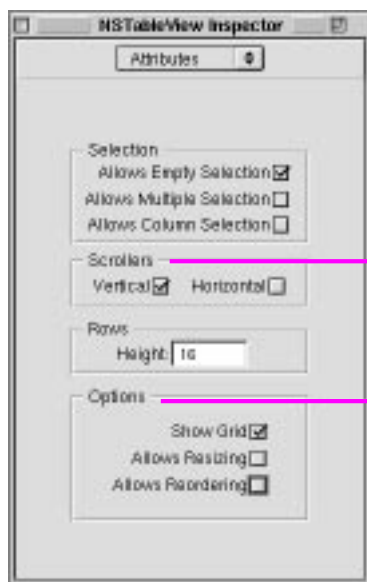 NSTableView Inspector
Attributes
Selection
Allows Empty Selection
Allows Multiple Selection
Allows Column Selection
Scrollers
Vertical Horizontal
Rows
Height: 16
Options
Show Grid
Allows Resizing
Allows Reordering